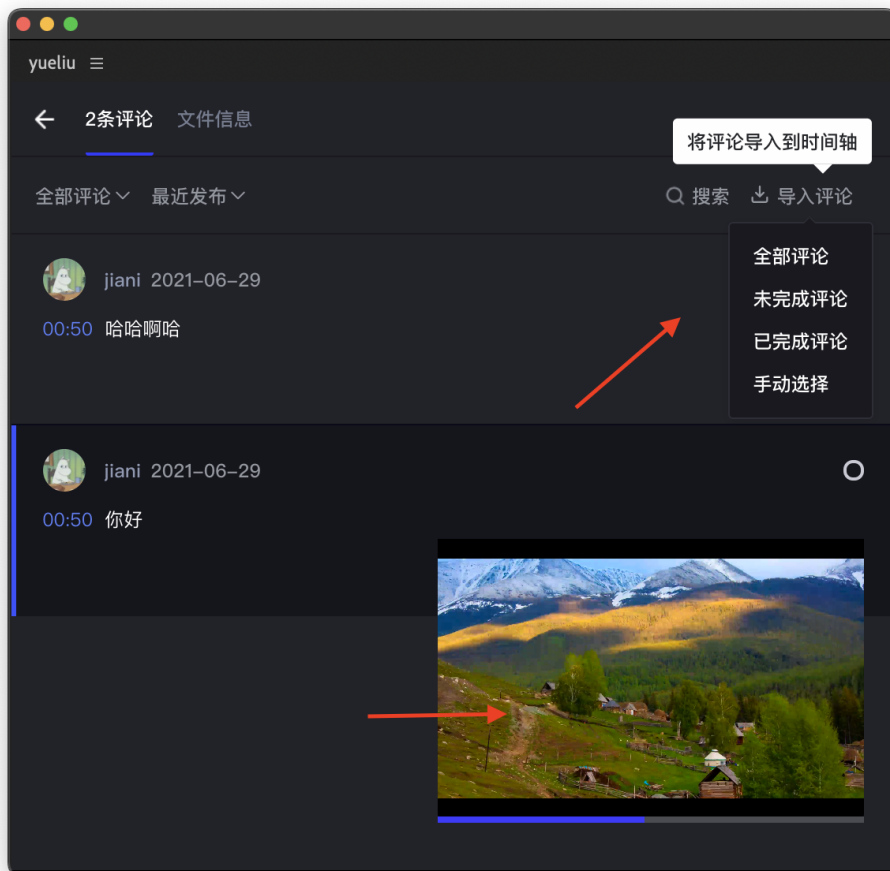 yueliu
2条评论 文件信息
将评论导入到时间轴
全部评论 最近发布 搜索 导入评论
全部评论
未完成评论
已完成评论
手动选择
jiani 2021-06-29
00:50 哈哈啊哈
jiani 2021-06-29
00:50 你好